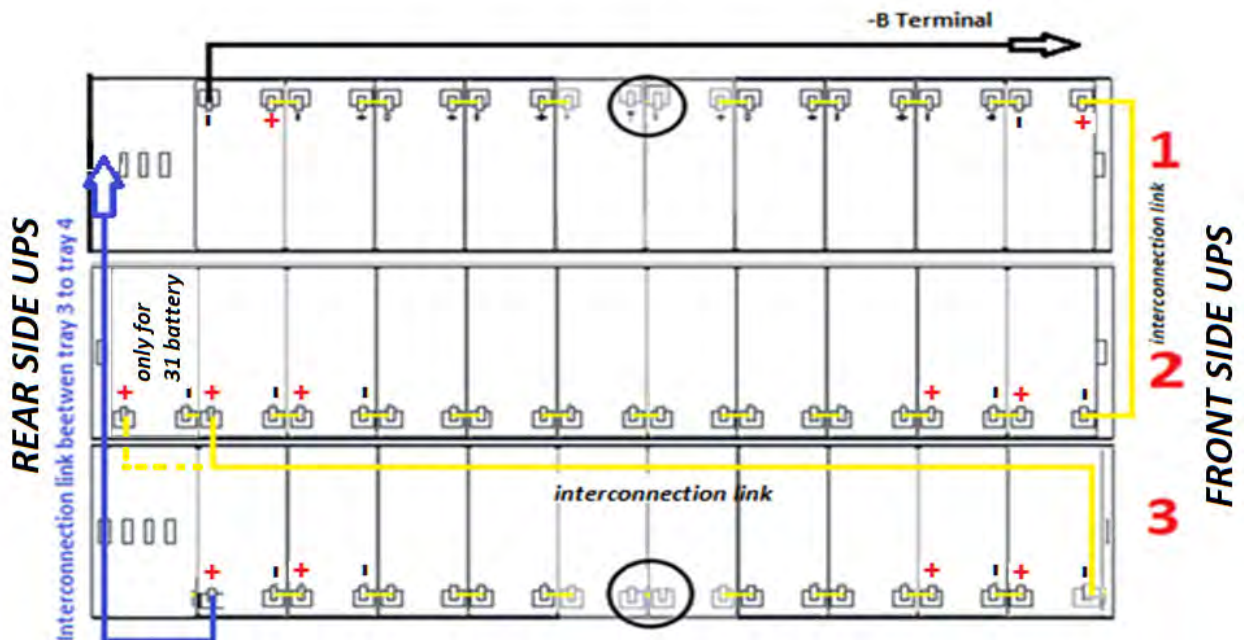 -B Terminal
1
interconnection link
REAR SIDE UPS
Interconnection link beetwen tray 3 to tray 4
only for
31 battery
2
FRONT SIDE UPS
interconnection link
3